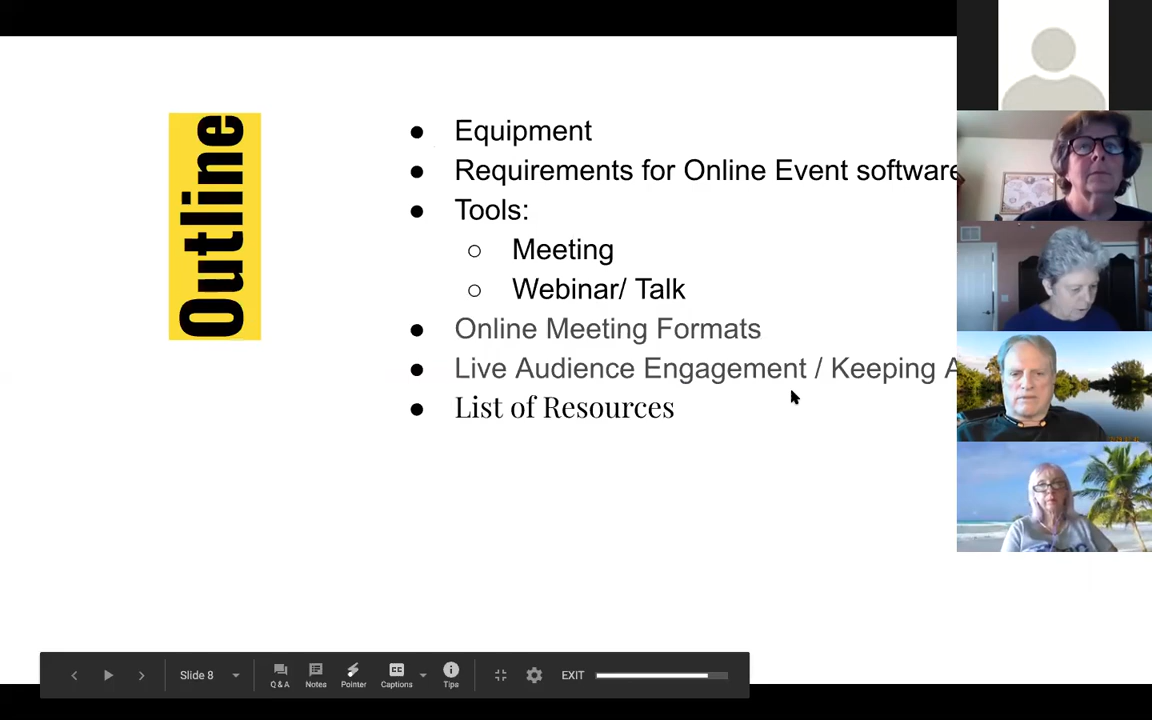 Outline
● Equipment
● Requirements for Online Event software
● Tools:
○ Meeting
○ Webinar/ Talk
● Online Meeting Formats
● Live Audience Engagement / Keeping A
● List of Resources
Slide 8
Q & A
Notes
Pointer
CC
Captions
Tips
EXIT